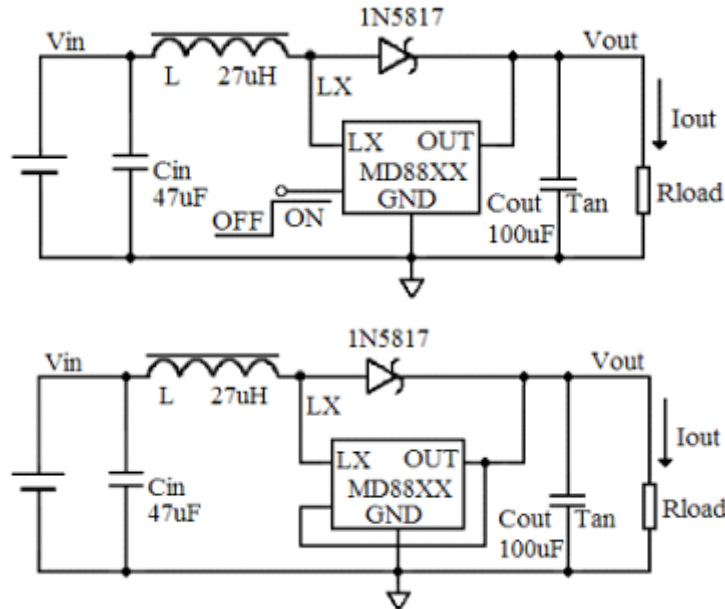 1N5817
Vin
Vout
L 27uH
LX
Iout
LX OUT
MD88XX
GND
Cin
47uF
OFF ON
Cout Tan
100uF
Rload
1N5817
Vin
Vout
L 27uH
LX
Iout
LX OUT
MD88XX
GND
Cin
47uF
Cout Tan
100uF
Rload